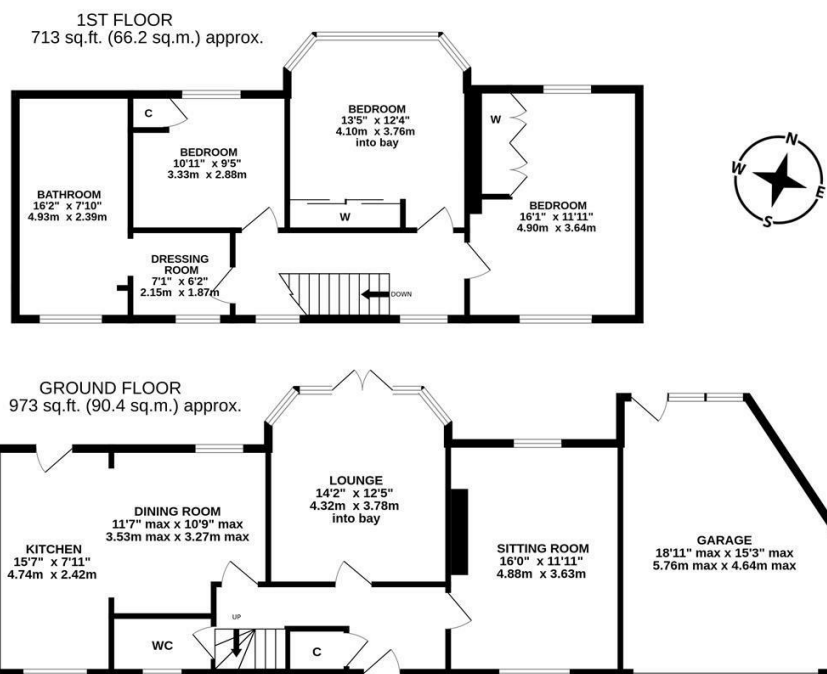 1ST FLOOR
713 sq.ft. (66.2 sq.m.) approx.
C
BEDROOM
10'11" x 9'5"
3.33m x 2.88m
BEDROOM
13'5" x 12'4"
4.10m x 3.76m
into bay
W
W
BEDROOM
16'1" x 11'11"
4.90m x 3.64m
BATHROOM
16'2" x 7'10"
4.93m x 2.39m
DRESSING
ROOM
7'1" x 6'2"
2.15m x 1.87m
DOWN
N
W
E
S
GROUND FLOOR
973 sq.ft. (90.4 sq.m.) approx.
LOUNGE
14'2" x 12'5"
4.32m x 3.78m
into bay
DINING ROOM
11'7" max x 10'9" max
3.53m max x 3.27m max
KITCHEN
15'7" x 7'11"
4.74m x 2.42m
SITTING ROOM
16'0" x 11'11"
4.88m x 3.63m
GARAGE
18'11" max x 15'3" max
5.76m max x 4.64m max
UP
WC
C